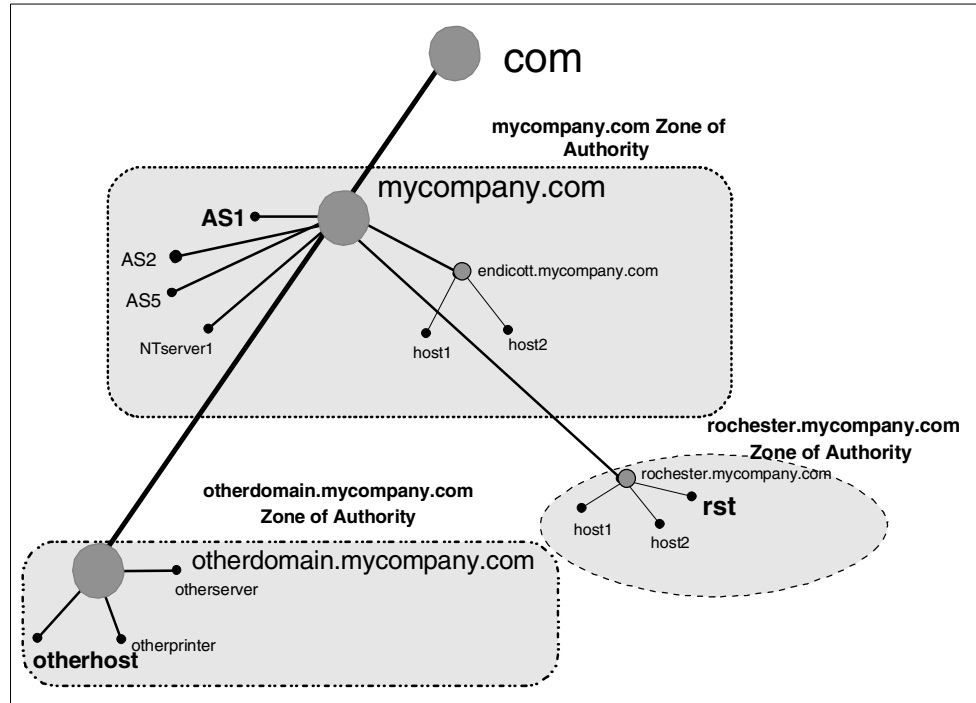 com
mycompany.com Zone of
Authority
mycompany.com
AS1
AS2
AS5
NTserver1
endicott.mycompany.com
host1
host2
rochester.mycompany.com
Zone of Authority
rochester.mycompany.com
rst
host1
host2
otherdomain.mycompany.com
Zone of Authority
otherdomain.mycompany.com
otherserver
otherprinter
otherhost